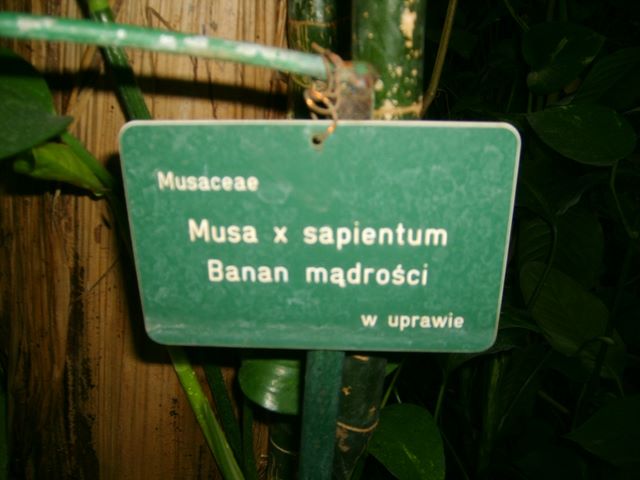 Musaceae
Musa x sapientum
Banan mądrości
w uprawie